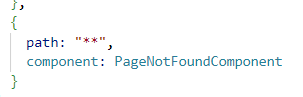 },
{
path: "**",
component: PageNotFoundComponent
}